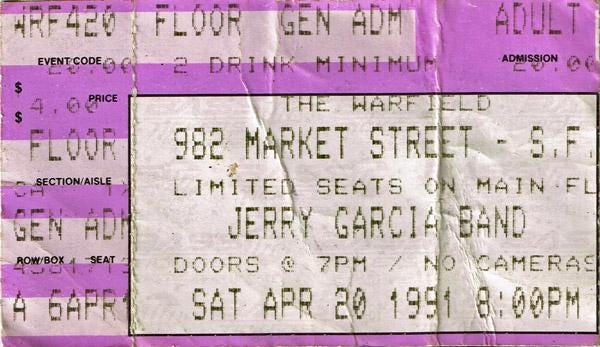 WRF420 FLOOR GEN ADM ADULT
EVENT CODE ADMISSION
20.00 2 DRINK MINIMUM 20.00
$
PRICE
4.00 THE WARFIELD
$
FLOOR 982 MARKET STREET - S.F.
SECTION/AISLE
LIMITED SEATS ON MAIN FL
GEN ADM JERRY GARCIA BAND
ROW/BOX SEAT
DOORS @ 7PM / NO CAMERAS
A 6APR1 SAT APR 20 1991 8:00PM